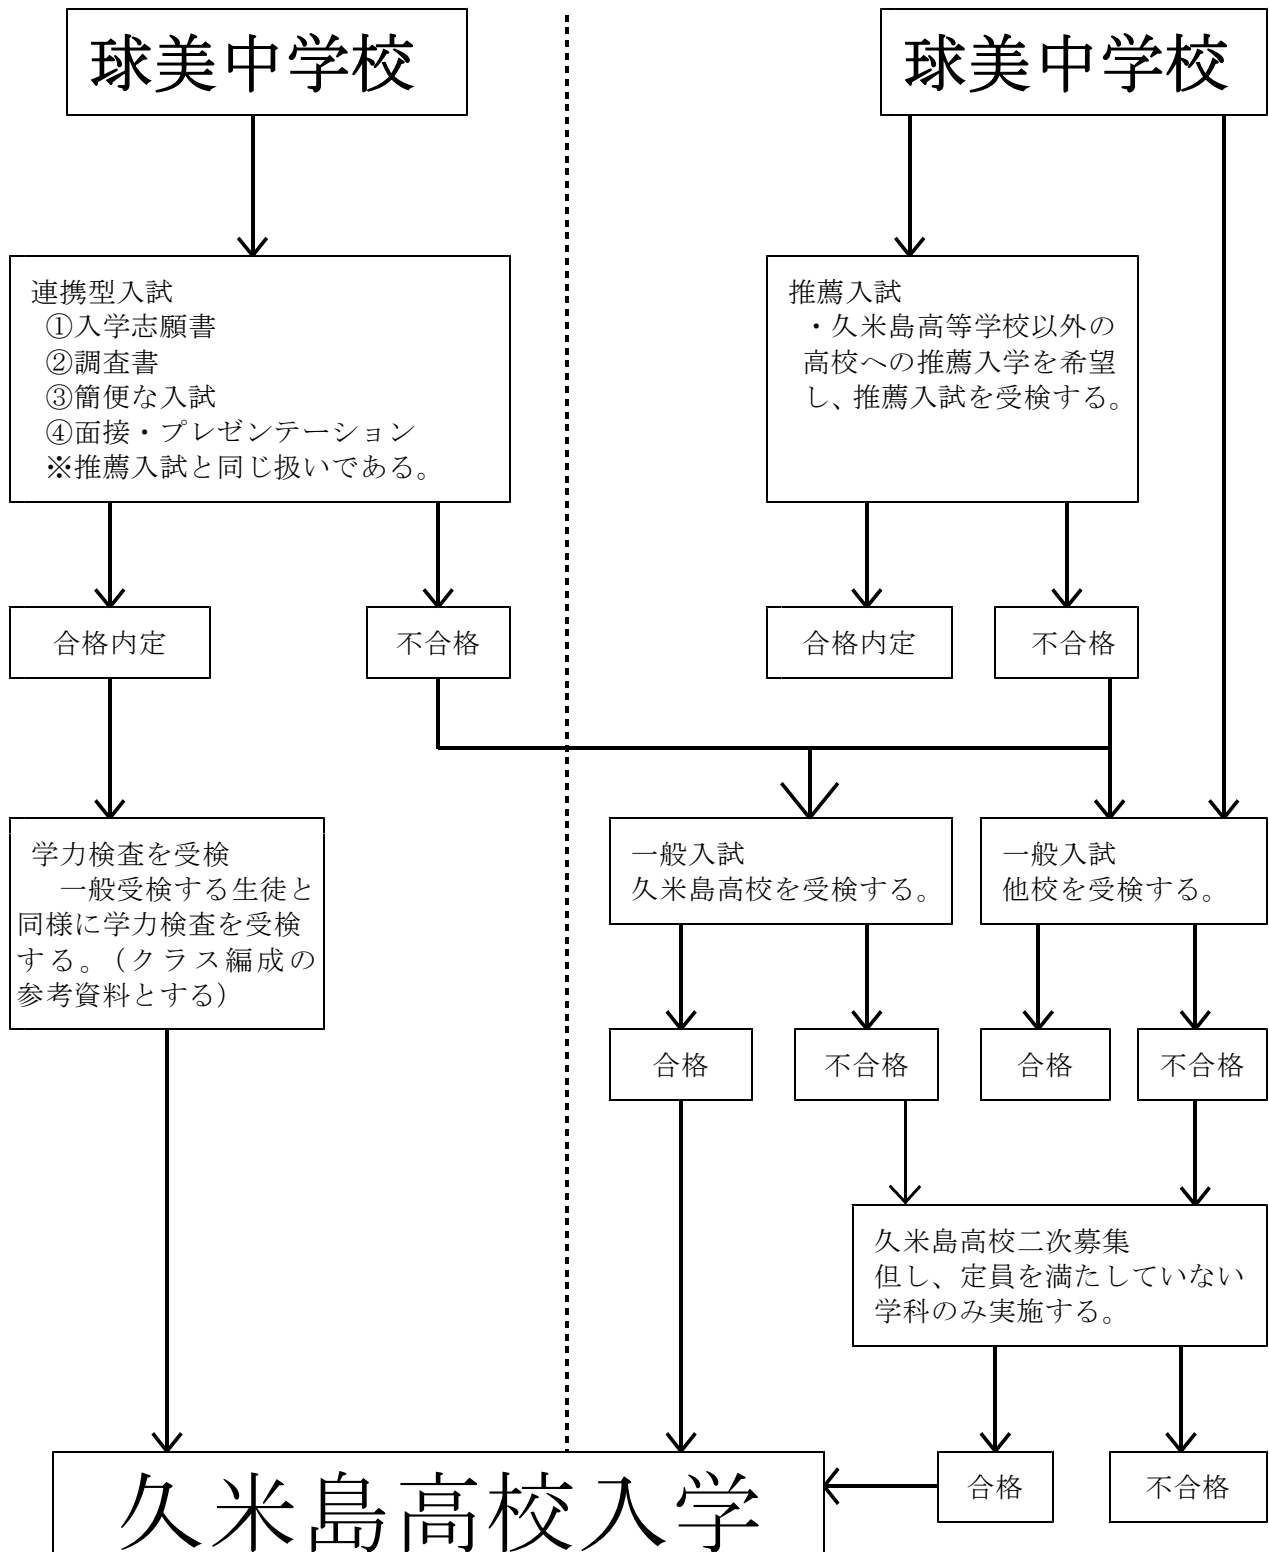 球美中学校
球美中学校
連携型入試
①入学志願書
②調査書
③簡便な入試
④面接・プレゼンテーション
※推薦入試と同じ扱いである。
推薦入試
・久米島高等学校以外の
高校への推薦入学を希望
し、推薦入試を受検する。
合格内定
不合格
合格内定
不合格
学力検査を受検
一般受検する生徒と
同様に学力検査を受検
する。（クラス編成の
参考資料とする）
一般入試
久米島高校を受検する。
一般入試
他校を受検する。
合格
不合格
合格
不合格
久米島高校二次募集
但し、定員を満たしていない
学科のみ実施する。
久米島高校入学
合格
不合格